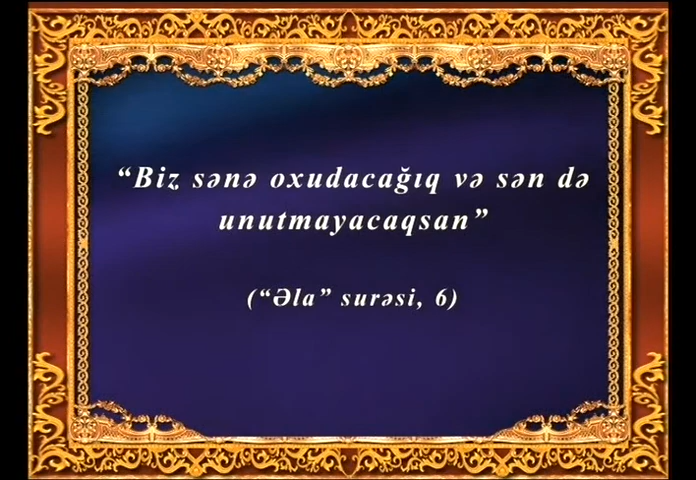 “Biz sənə oxudacağıq və sən də
unutmayacaqsan”
(“Əla” surəsi, 6)